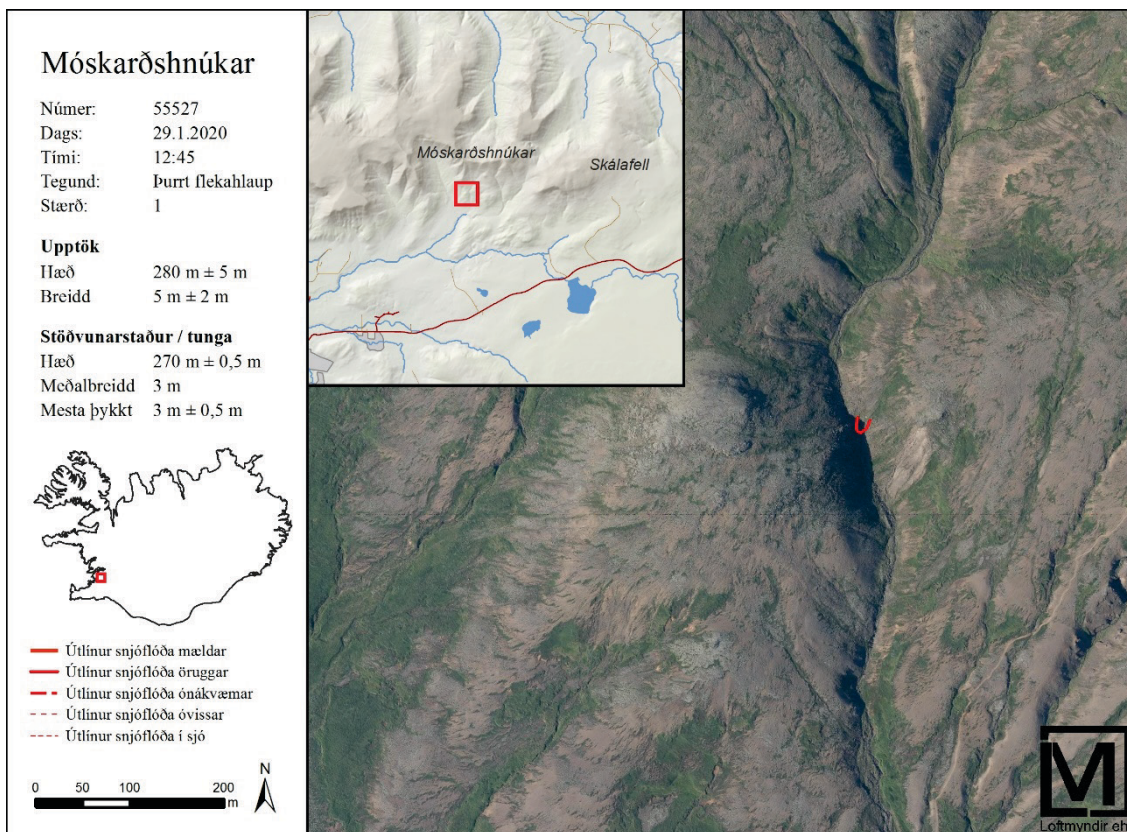 Móskarðshnúkar
Númer: 55527
Dags: 29.1.2020
Tími: 12:45
Tegund: Þurrt flekahlaup
Stærð: 1
Upptök
Hæð 280 m ± 5 m
Breidd 5 m ± 2 m
Stöðvunarstaður / tunga
Hæð 270 m ± 0,5 m
Meðalbreidd 3 m
Mesta þykkt 3 m ± 0,5 m
Útlínur snjóflóða mældar
Útlínur snjóflóða öruggar
Útlínur snjóflóða ónákvæmar
Útlínur snjóflóða óvissar
Útlínur snjóflóða í sjó
N
0 50 100 200
m
Móskarðshnúkar
Skálafell
M
Loftmyndir eh